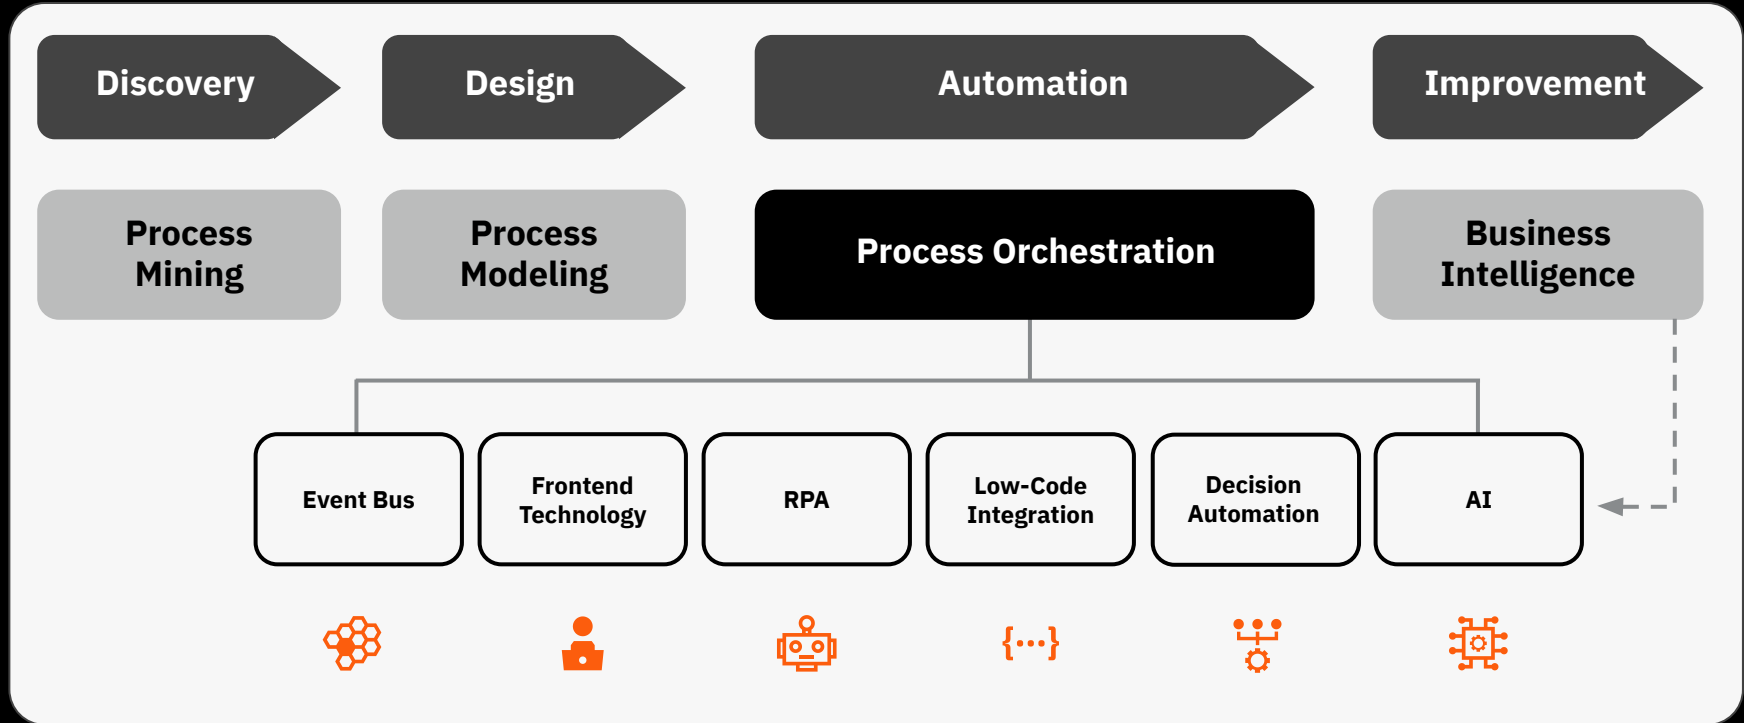 Discovery
Design
Automation
Improvement
Process
Mining
Process
Modeling
Process Orchestration
Business
Intelligence
Event Bus
Frontend
Technology
RPA
Low-Code
Integration
Decision
Automation
AI
{···}